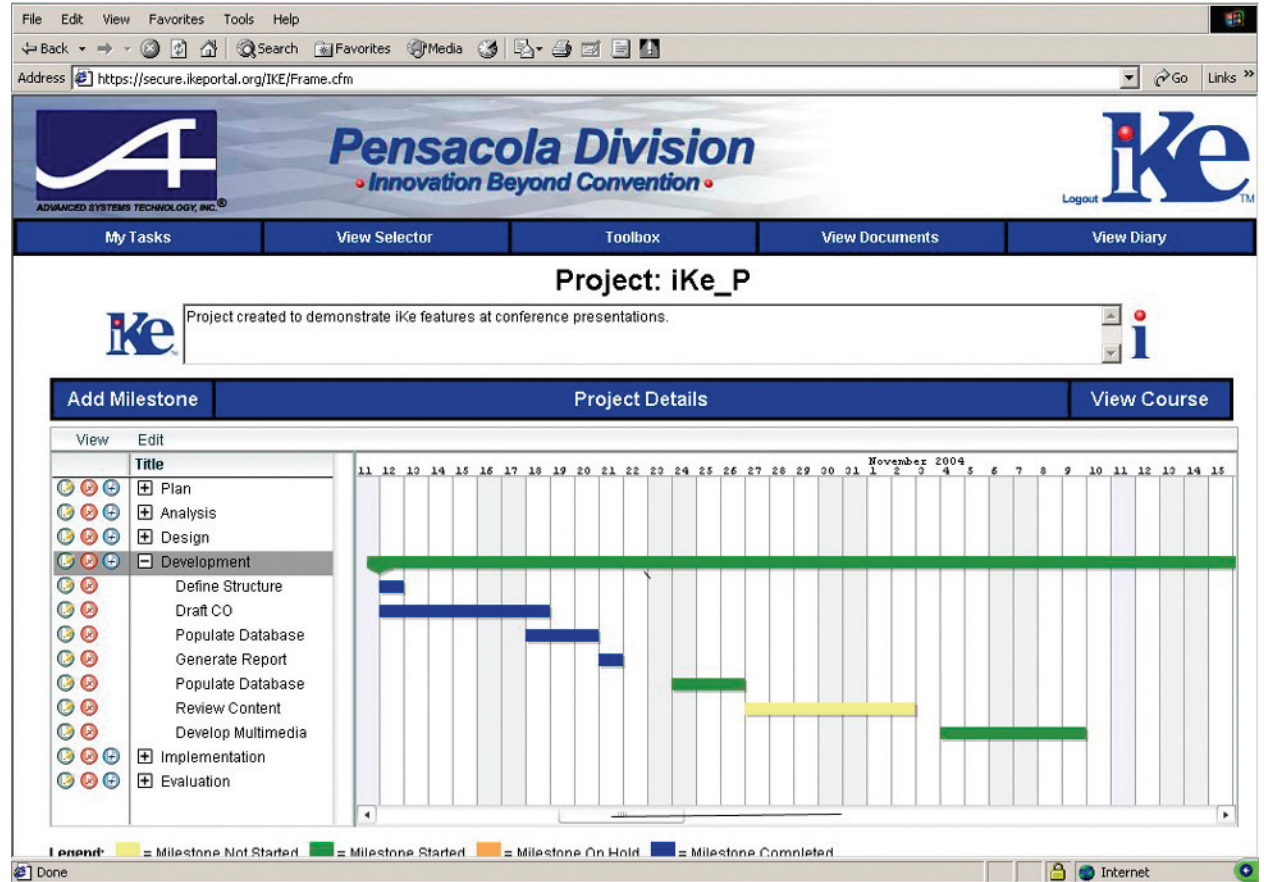 File Edit View Favorites Tools Help
Back Search Favorites Media
Address https://secure.ikeportal.org/IKE/Frame.cfm Go Links »
Pensacola Division
Innovation Beyond Convention
ADVANCED SYSTEMS TECHNOLOGY, INC.®
Logout iKe TM
My Tasks View Selector Toolbox View Documents View Diary
Project: iKe_P
iKe Project created to demonstrate iKe features at conference presentations. i
Add Milestone Project Details View Course
View Edit
Title
November 2004
11 12 13 14 15 16 17 18 19 20 21 22 23 24 25 26 27 28 29 30 31 1 2 3 4 5 6 7 8 9 10 11 12 13 14 15
Plan
Analysis
Design
Development
Define Structure
Draft CO
Populate Database
Generate Report
Populate Database
Review Content
Develop Multimedia
Implementation
Evaluation
Legend: = Milestone Not Started = Milestone Started = Milestone On Hold = Milestone Completed
Done Internet